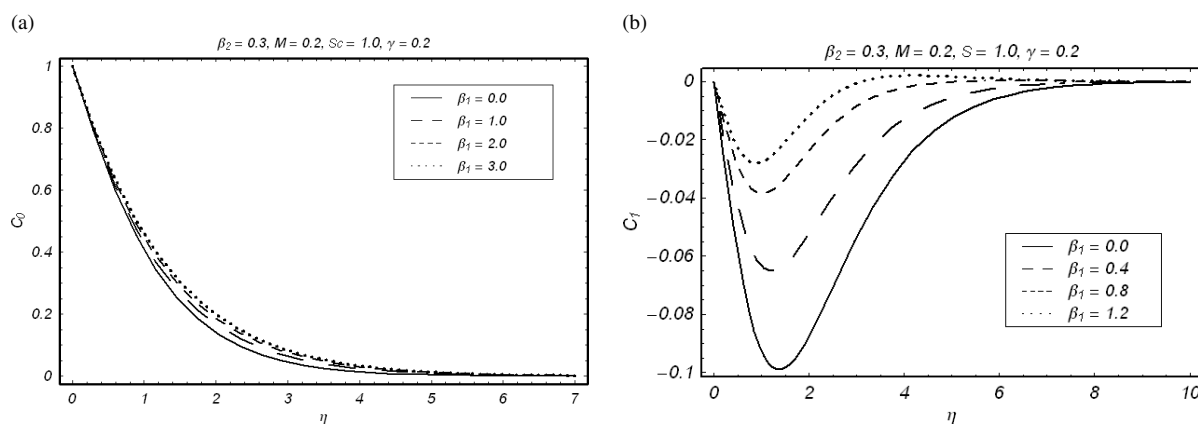 (a)
β2 = 0.3, M = 0.2, Sc = 1.0, γ = 0.2
1
0.8
0.6
0.4
0.2
0
C0
0 1 2 3 4 5 6 7
η
β1 = 0.0
β1 = 1.0
β1 = 2.0
β1 = 3.0
(b)
β2 = 0.3, M = 0.2, S = 1.0, γ = 0.2
0
−0.02
−0.04
−0.06
−0.08
−0.1
C1
0 2 4 6 8 10
η
β1 = 0.0
β1 = 0.4
β1 = 0.8
β1 = 1.2